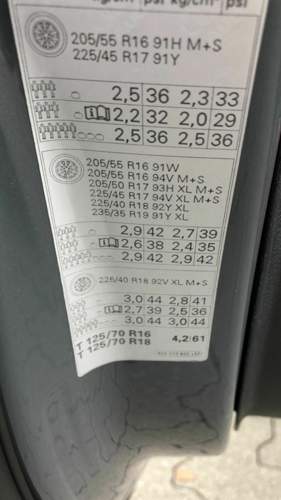 kg/cm² psi
205/55 R16 91H M+S
225/45 R17 91Y
2,5 36 2,3 33
2,2 32 2,0 29
2,5 36 2,5 36
205/55 R16 91W
205/55 R16 94V M+S
205/50 R17 93H XL M+S
225/45 R17 94V XL M+S
225/40 R18 92Y XL
235/35 R19 91Y XL
2,9 42 2,7 39
2,6 38 2,4 35
2,9 42 2,9 42
225/40 R18 92V XL M+S
3,0 44 2,8 41
2,7 39 2,5 36
3,0 44 3,0 44
T 125/70 R16
T 125/70 R18 4,2:61